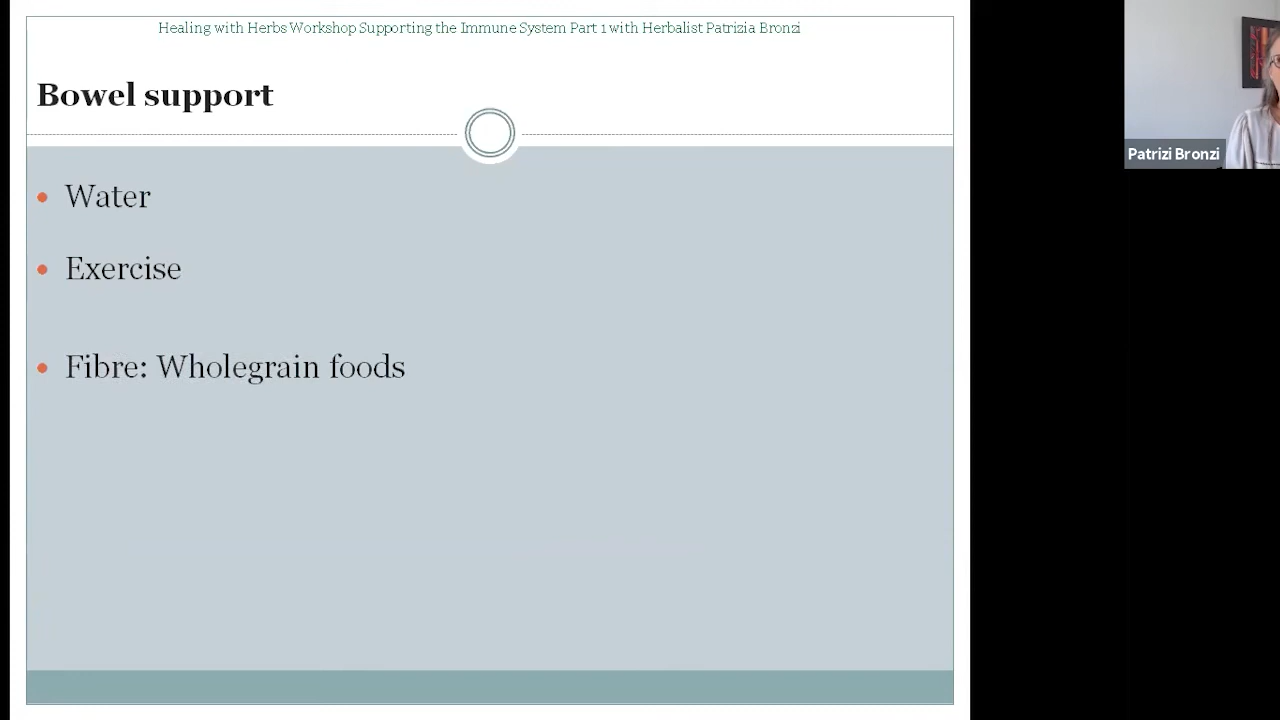 Healing with Herbs Workshop Supporting the Immune System Part 1 with Herbalist Patrizia Bronzi
Bowel support
Patrizi Bronzi
• Water
• Exercise
• Fibre: Wholegrain foods